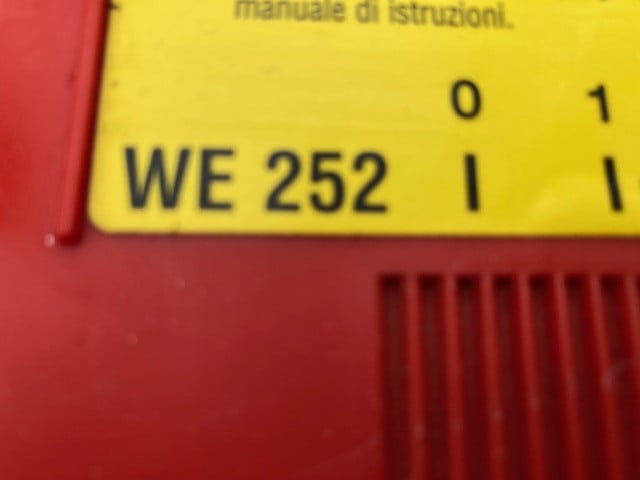 manuale di istruzioni.
0 1
WE 252